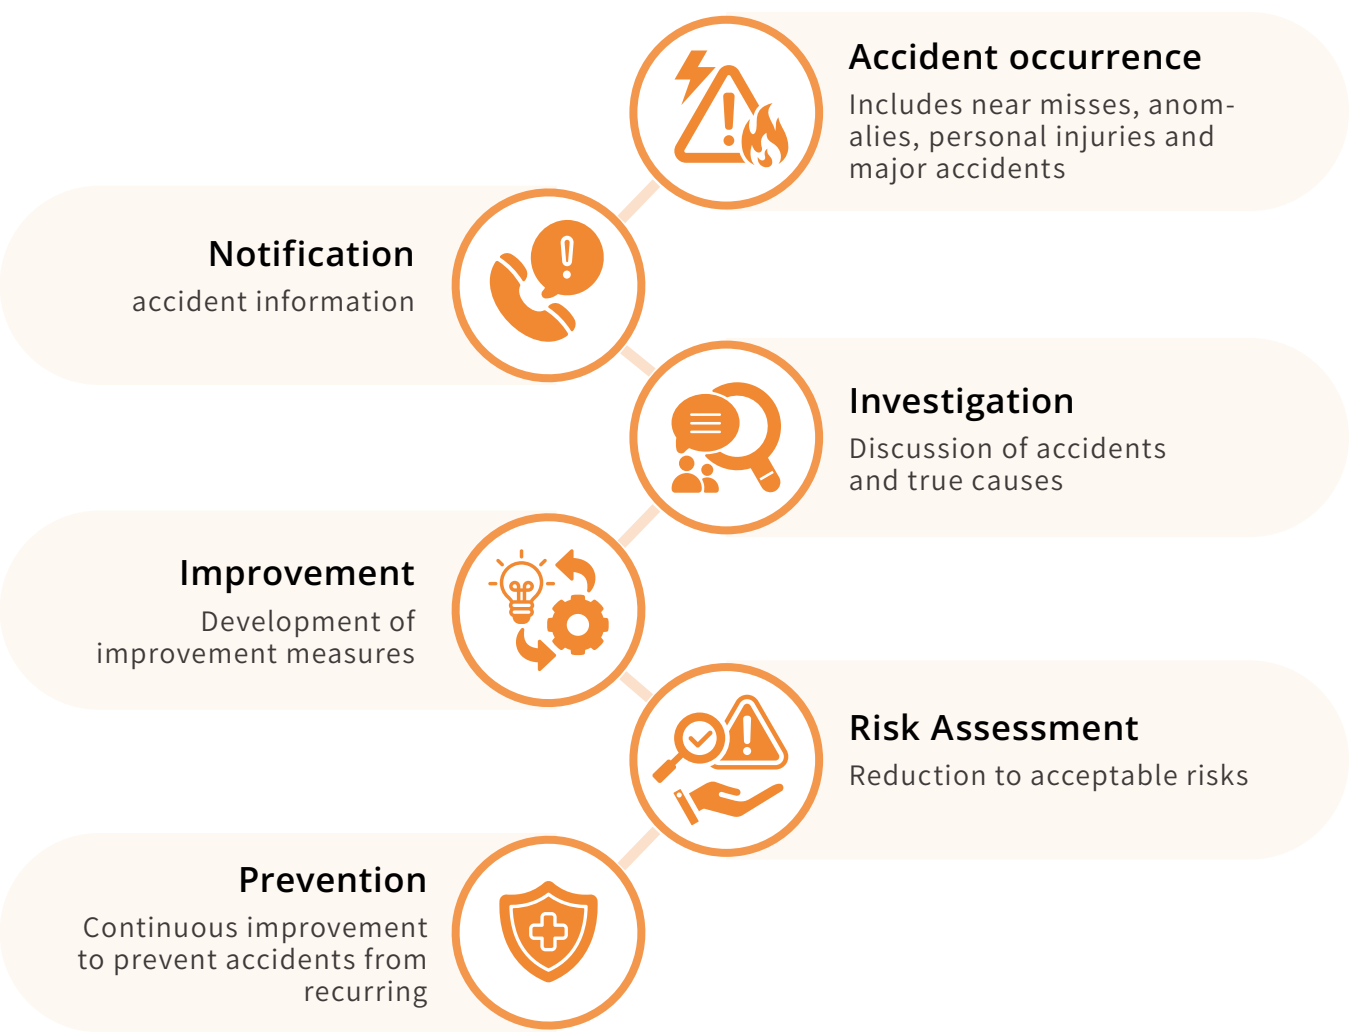 Accident occurrence
Includes near misses, anom-
alies, personal injuries and
major accidents
Notification
accident information
Investigation
Discussion of accidents
and true causes
Improvement
Development of
improvement measures
Risk Assessment
Reduction to acceptable risks
Prevention
Continuous improvement
to prevent accidents from
recurring